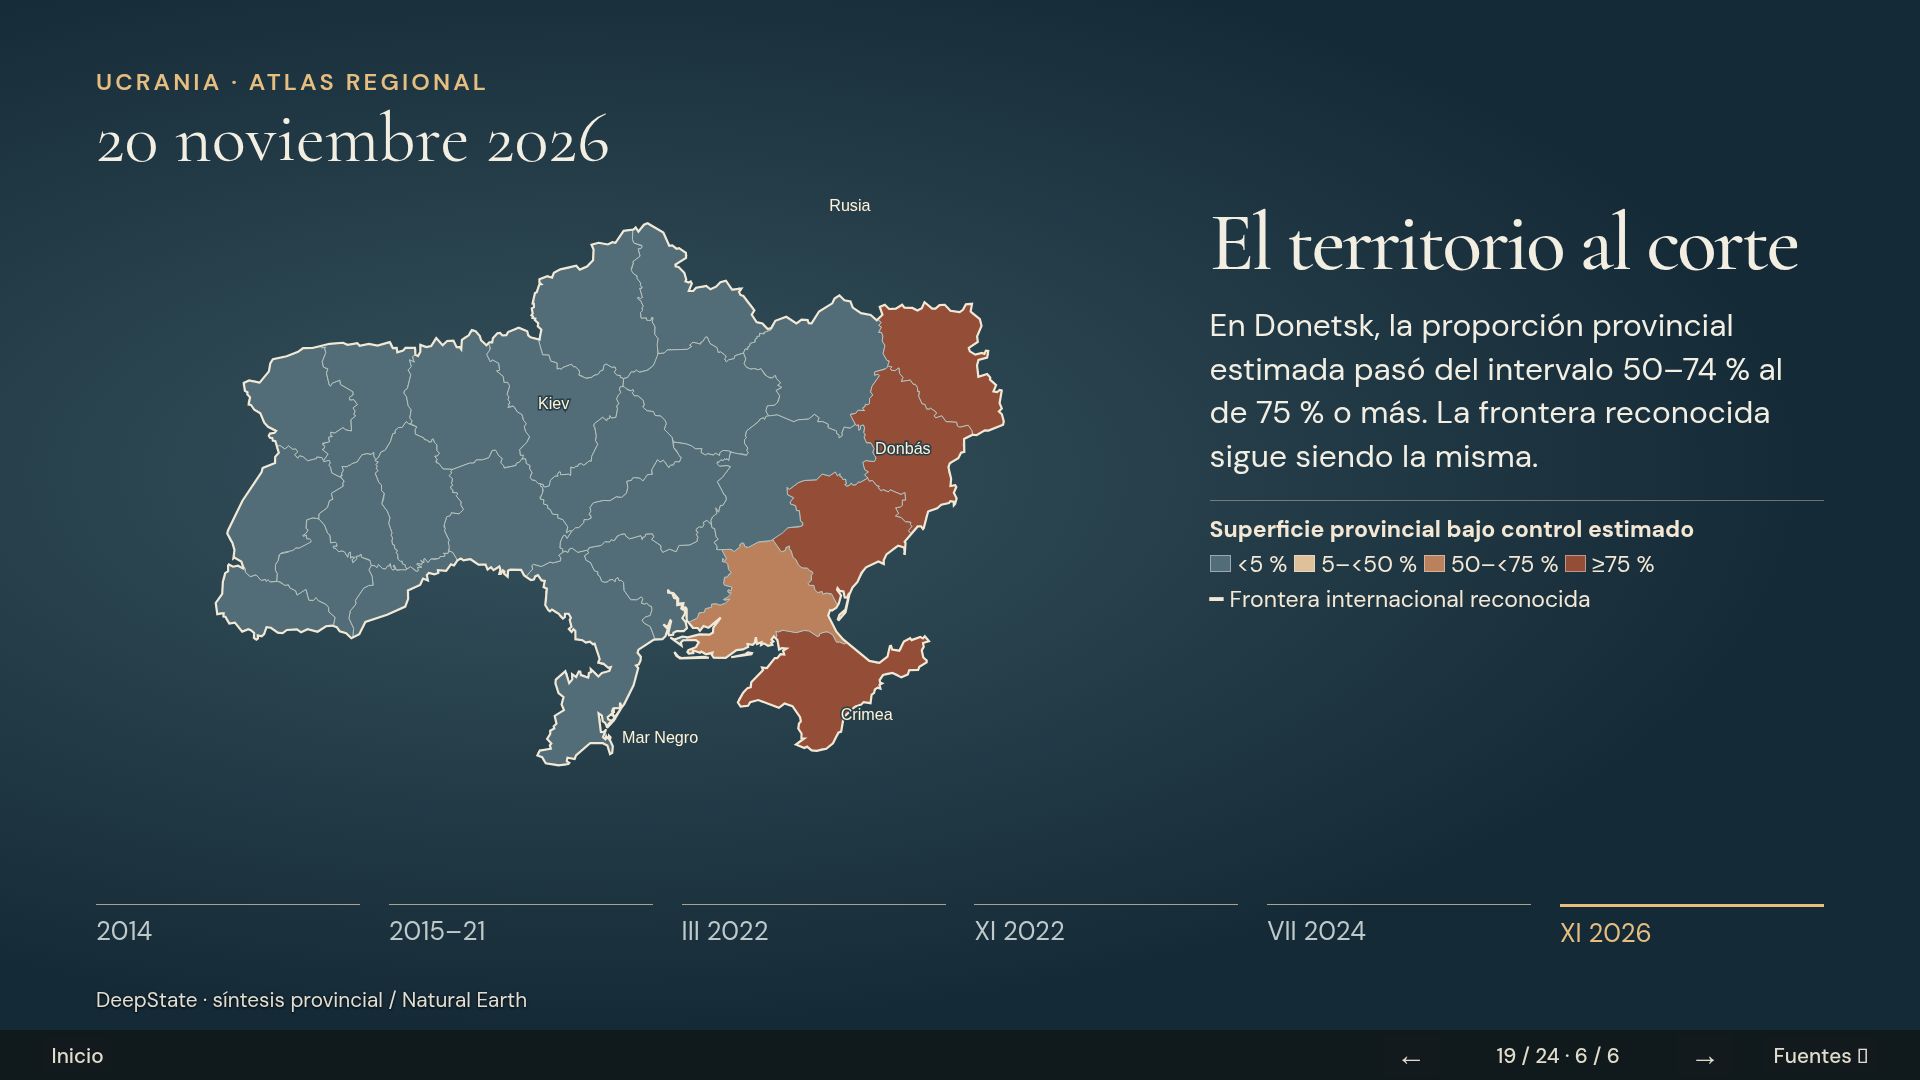 UCRANIA · ATLAS REGIONAL
20 noviembre 2026
Rusia
Kiev
Donbás
Crimea
Mar Negro
El territorio al corte
En Donetsk, la proporción provincial
estimada pasó del intervalo 50–74 % al
de 75 % o más. La frontera reconocida
sigue siendo la misma.
Superficie provincial bajo control estimado
<5 % 5–<50 % 50–<75 % ≥75 %
Frontera internacional reconocida
2014 2015–21 III 2022 XI 2022 VII 2024 XI 2026
DeepState · síntesis provincial / Natural Earth
Inicio ← 19 / 24 · 6 / 6 → Fuentes